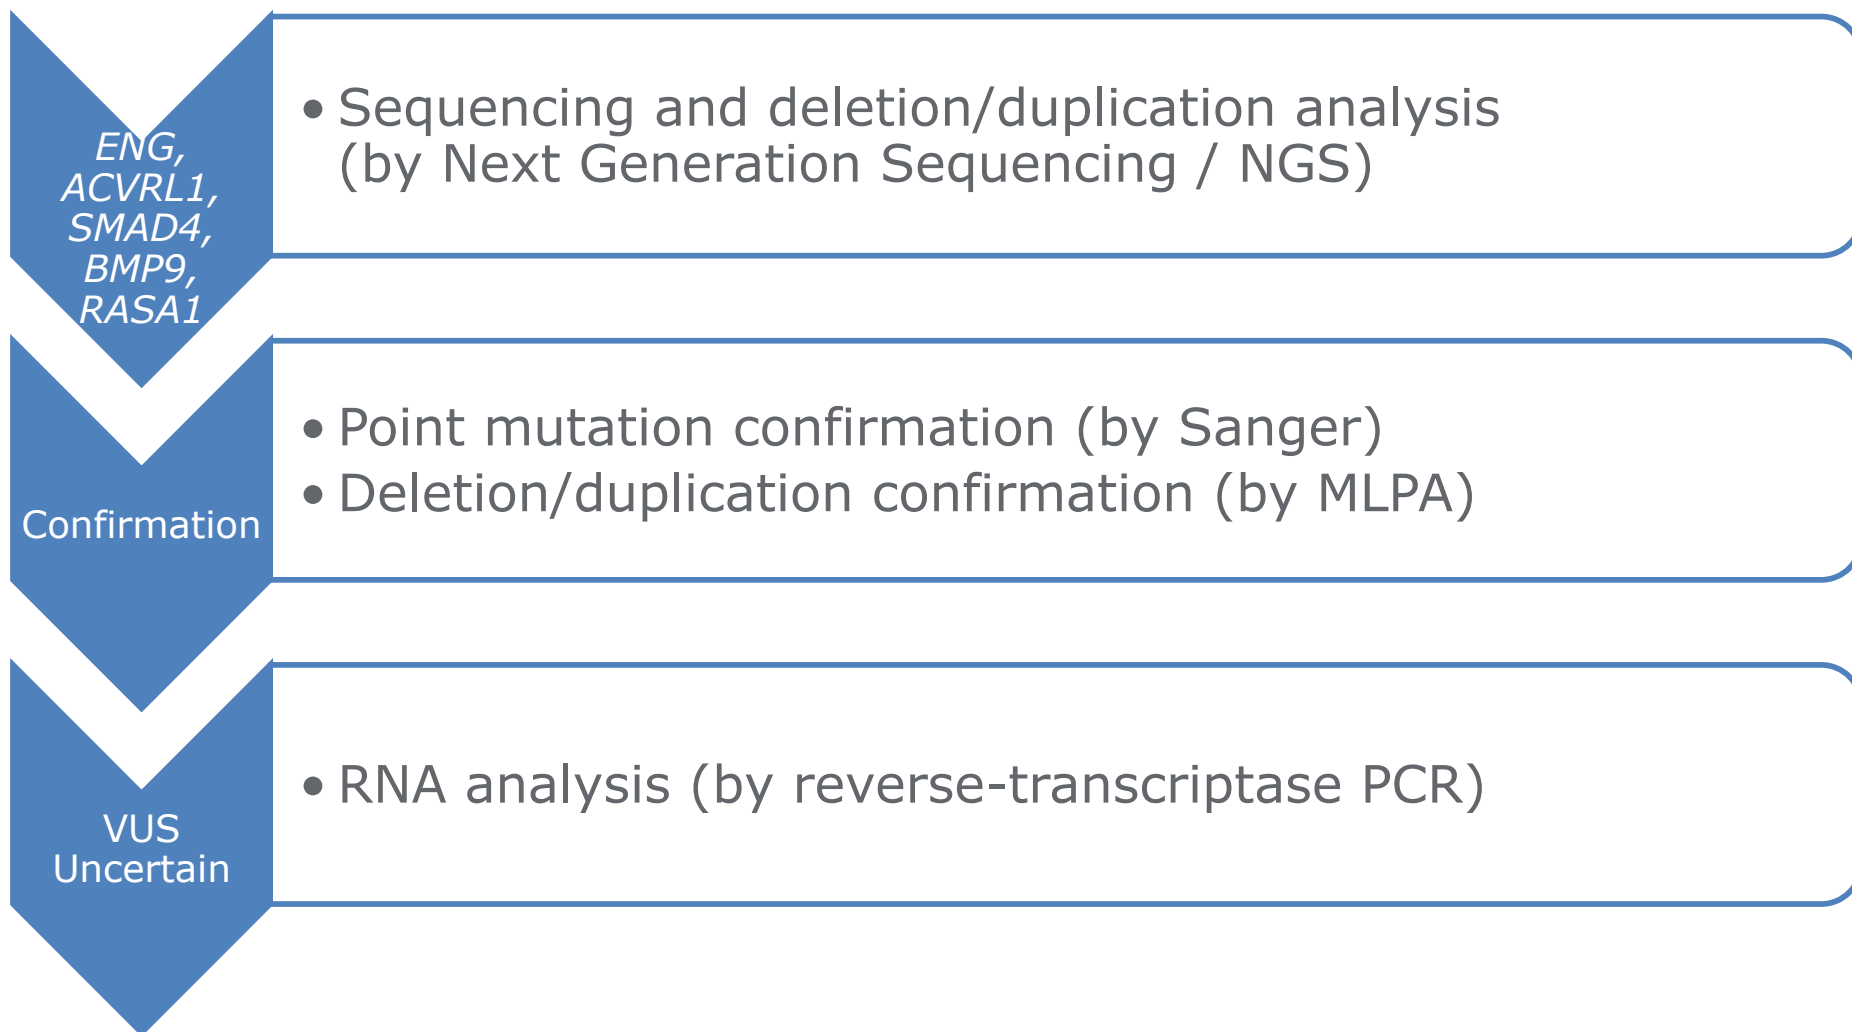 ENG,
ACVRL1,
SMAD4,
BMP9,
RASA1
• Sequencing and deletion/duplication analysis
(by Next Generation Sequencing / NGS)
Confirmation
• Point mutation confirmation (by Sanger)
• Deletion/duplication confirmation (by MLPA)
VUS
Uncertain
• RNA analysis (by reverse-transcriptase PCR)